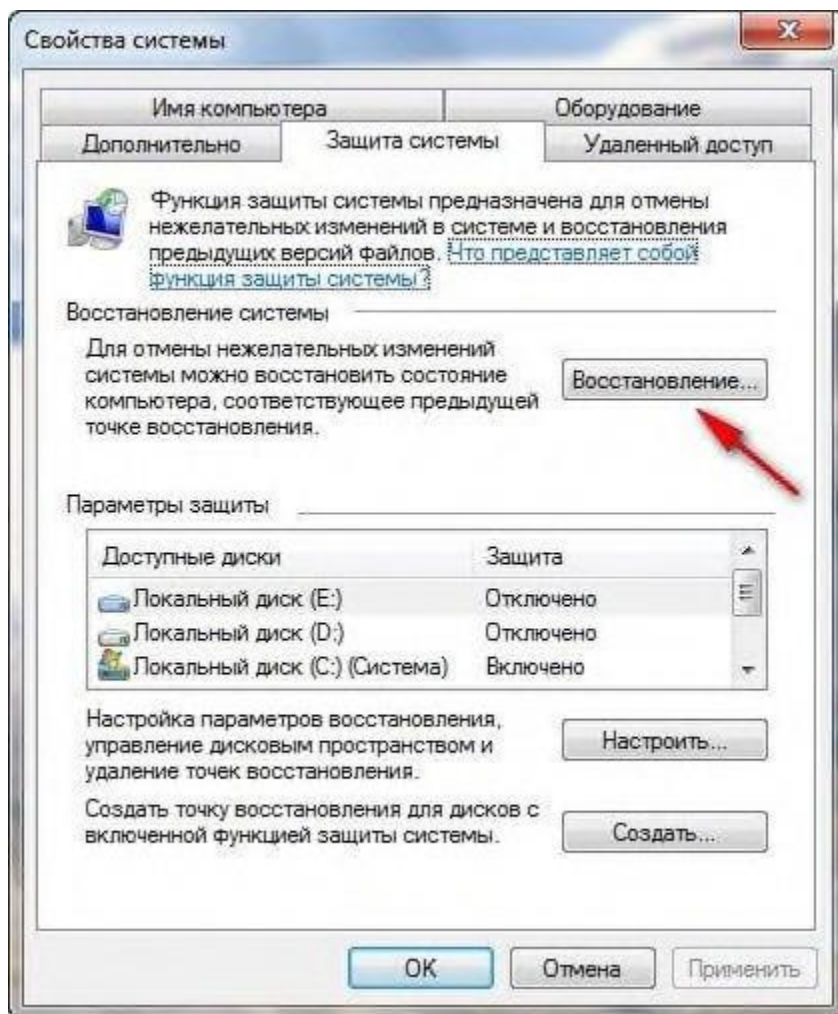 Свойства системы
Имя компьютера
Оборудование
Дополнительно
Защита системы
Удаленный доступ
Функция защиты системы предназначена для отмены
нежелательных изменений в системе и восстановления
предыдущих версий файлов. Что представляет собой
функция защиты системы?
Восстановление системы
Для отмены нежелательных изменений
системы можно восстановить состояние
компьютера, соответствующее предыдущей
точке восстановления.
Восстановление...
Параметры защиты
Доступные диски Защита
Локальный диск (E:) Отключено
Локальный диск (D:) Отключено
Локальный диск (C:) (Система) Включено
Настройка параметров восстановления,
управление дисковым пространством и
удаление точек восстановления.
Настроить...
Создать точку восстановления для дисков с
включенной функцией защиты системы.
Создать...
OK
Отмена
Применить